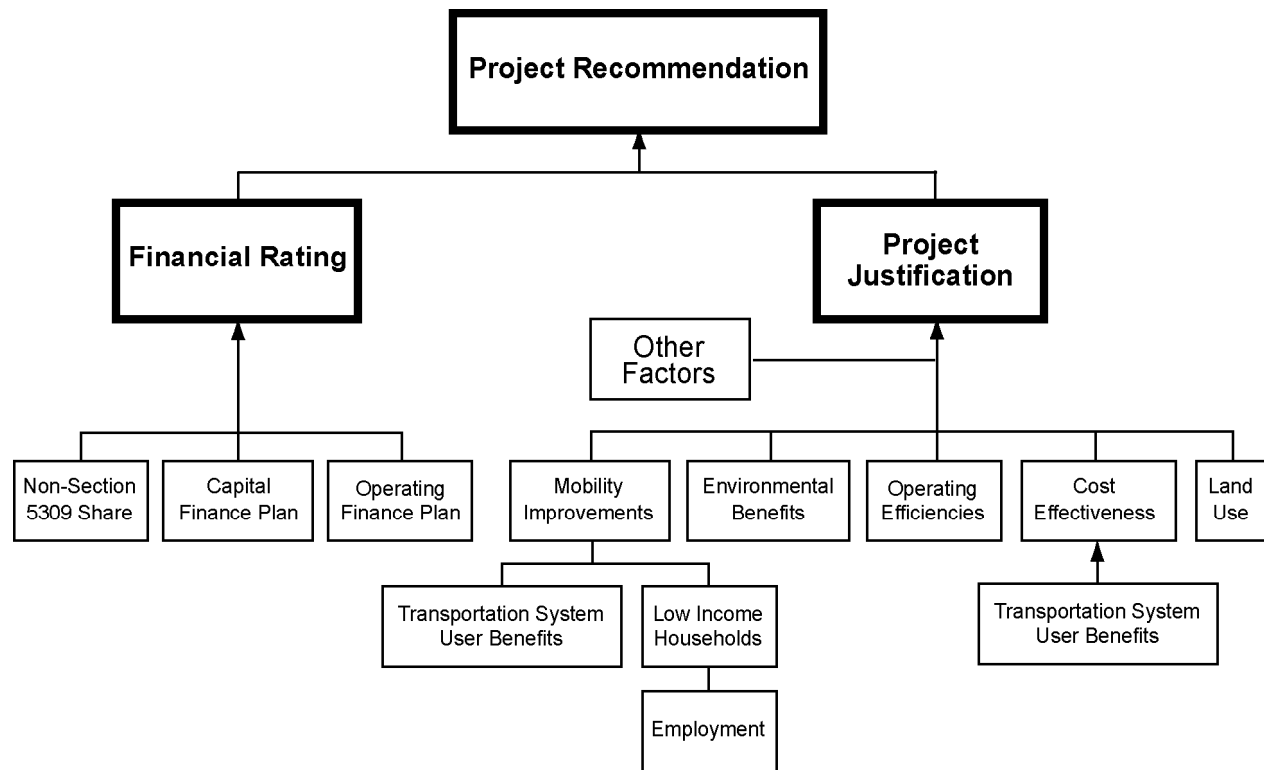 Project Recommendation
Financial Rating
Project
Justification
Other
Factors
Non-Section
5309 Share
Capital
Finance Plan
Operating
Finance Plan
Mobility
Improvements
Environmental
Benefits
Operating
Efficiencies
Cost
Effectiveness
Land
Use
Transportation System
User Benefits
Low Income
Households
Transportation System
User Benefits
Employment